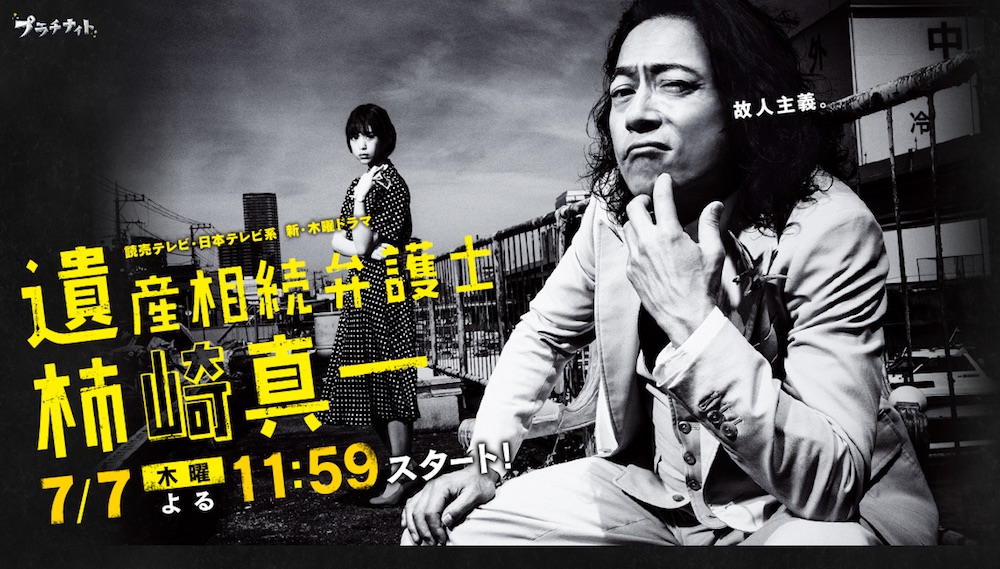 プラチナイト
外
中
冷
故人主義。
読売テレビ・日本テレビ系 新・木曜ドラマ
遺産相続弁護士
柿崎真一
7/7 木曜 よる 11:59 スタート!